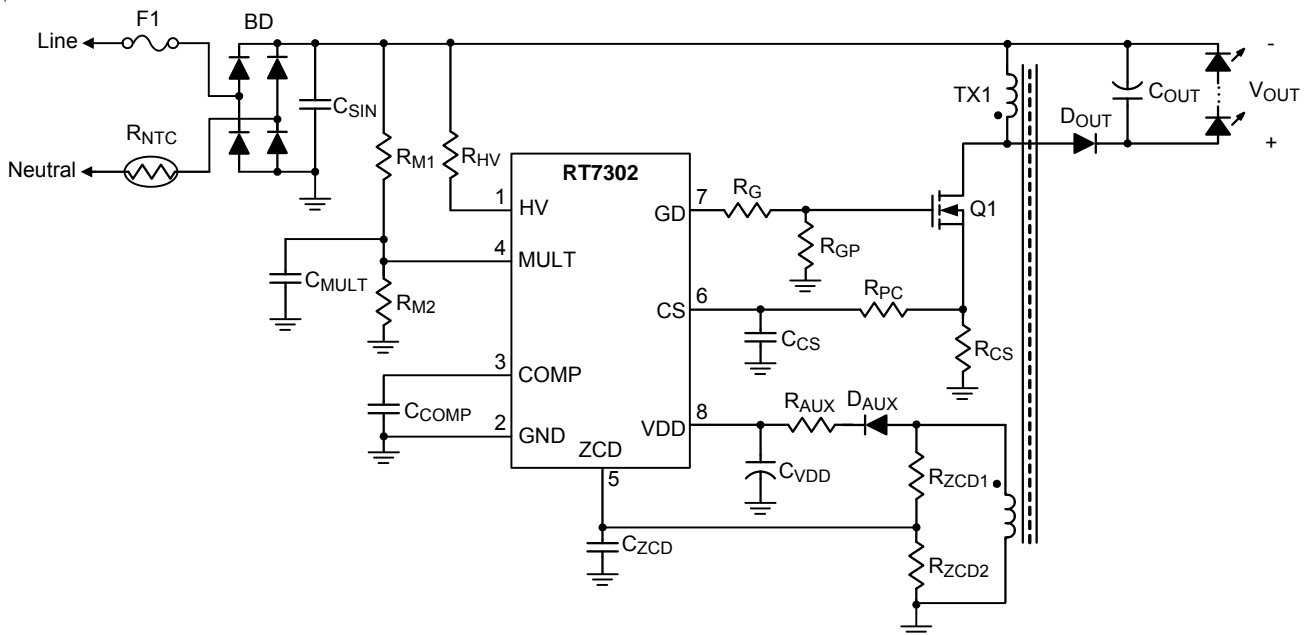 F1
BD
Line
-
CSIN
TX1
COUT
VOUT
DOUT
RNTC
+
RM1
RHV
Neutral
RT7302
1
HV
7
GD
RG
Q1
4
MULT
RGP
CMULT
RM2
6
CS
RPC
CCS
RCS
3
COMP
CCOMP
2
GND
8
VDD
RAUX
DAUX
ZCD
5
CVDD
RZCD1
CZCD
RZCD2